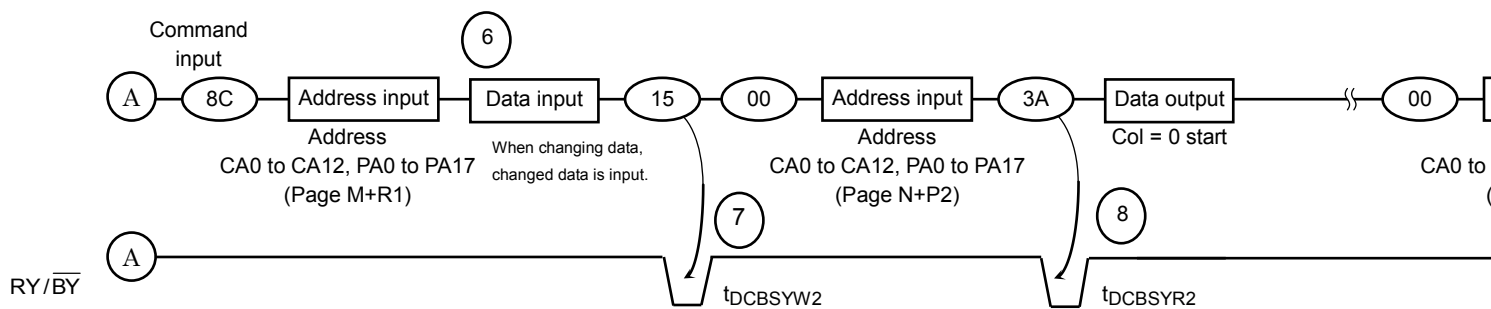 Command
input
6
A
8C
Address input
Data input
15
00
Address input
3A
Data output
00
Address
CA0 to CA12, PA0 to PA17
(Page M+R1)
When changing data,
changed data is input.
Address
CA0 to CA12, PA0 to PA17
(Page N+P2)
Col = 0 start
CA0 to
(
7
8
A
RY/BY
tDCBSYW2
tDCBSYR2